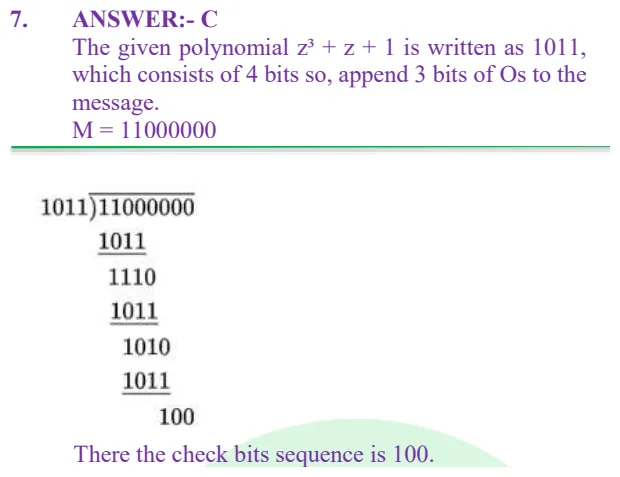 7. ANSWER:- C
The given polynomial z³ + z + 1 is written as 1011,
which consists of 4 bits so, append 3 bits of Os to the
message.
M = 11000000
1011)11000000
1011
1110
1011
1010
1011
100
There the check bits sequence is 100.